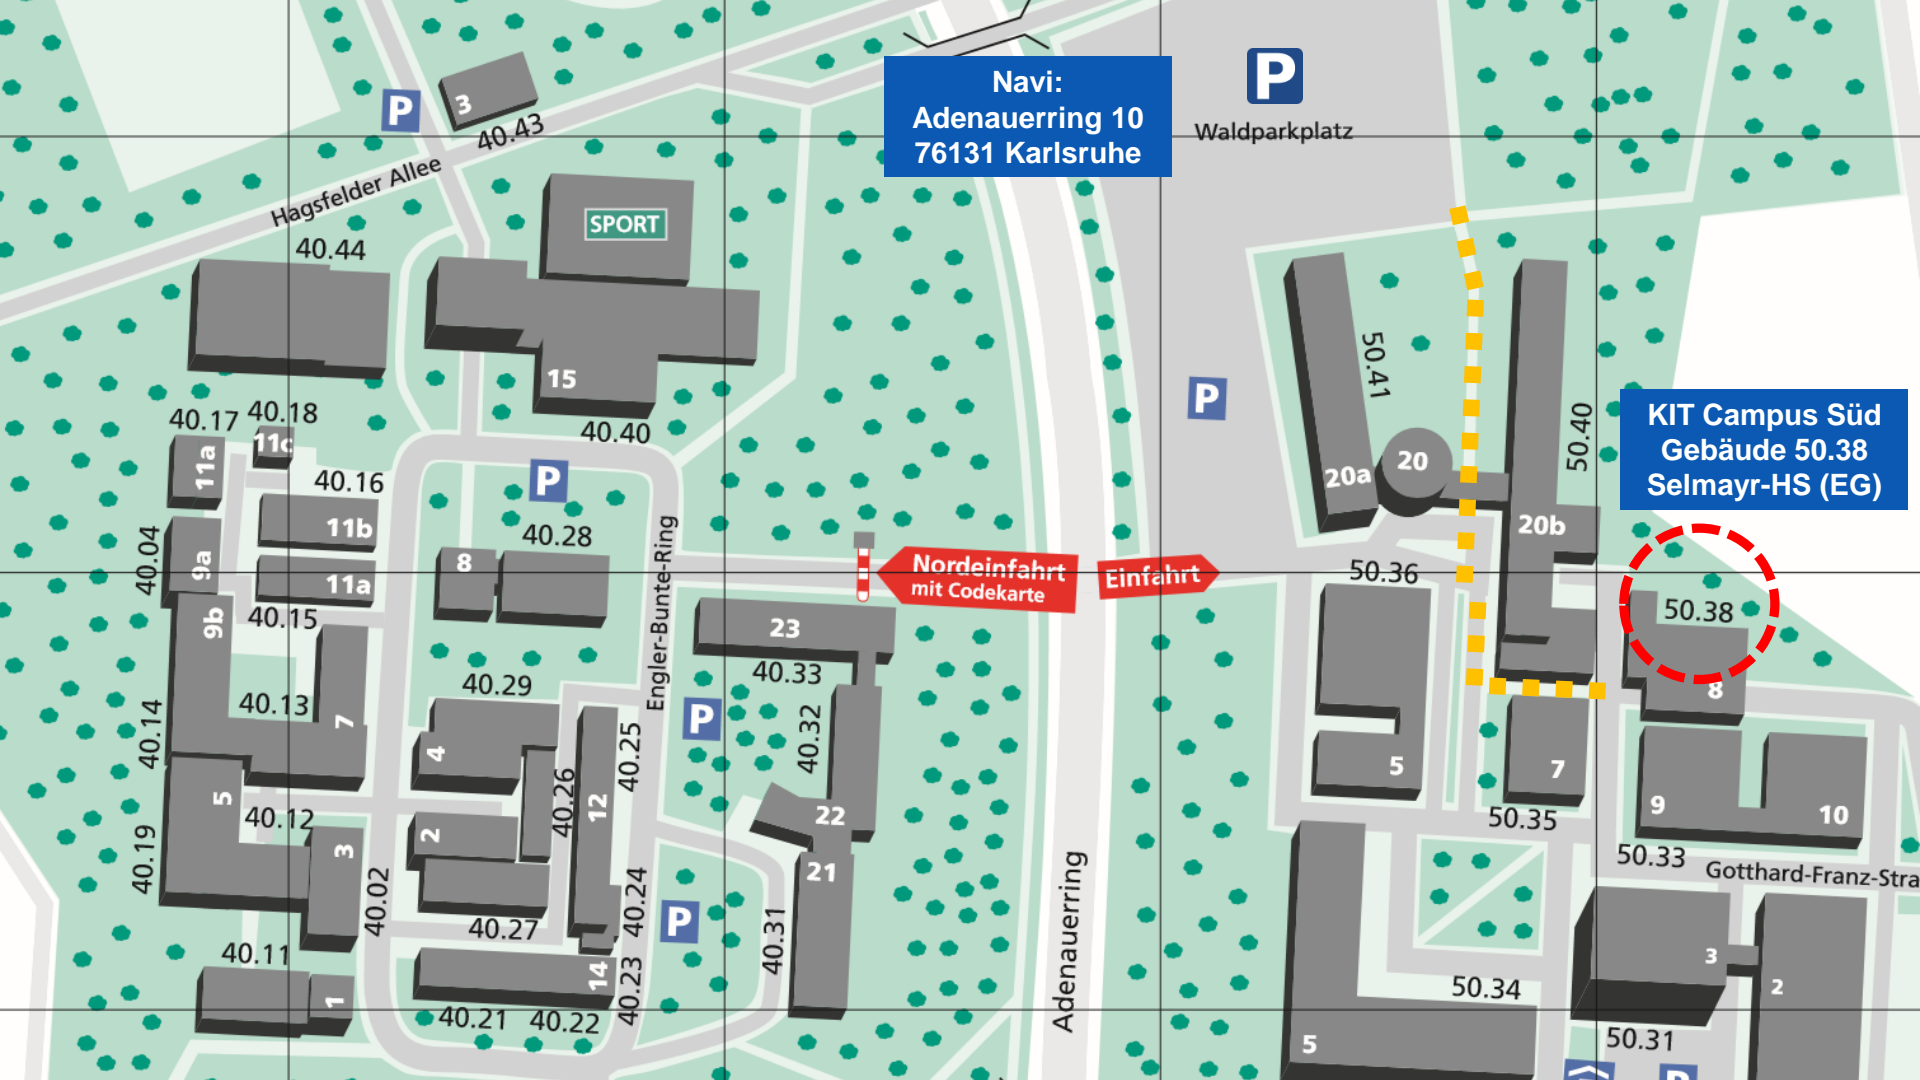 Navi:
Adenauerring 10
76131 Karlsruhe
P
Waldparkplatz
P
3
40.43
Hagsfelder Allee
SPORT
40.44
15
40.40
40.17
40.18
11a
11c
40.16
11b
11a
40.15
40.04
9a
9b
P
40.28
8
Engler-Bunte-Ring
Nordeinfahrt
mit Codekarte
Einfahrt
P
50.41
20a
20
50.40
20b
KIT Campus Süd
Gebäude 50.38
Selmayr-HS (EG)
50.36
50.38
8
23
40.33
40.29
40.13
7
40.14
4
P
40.32
40.25
40.26
12
5
7
50.35
9
10
50.33
Gotthard-Franz-Stra
5
40.12
40.19
3
2
22
21
40.02
40.27
40.24
P
40.31
Adenauerring
40.11
1
14
40.23
40.21
40.22
50.34
3
2
50.31
5
P